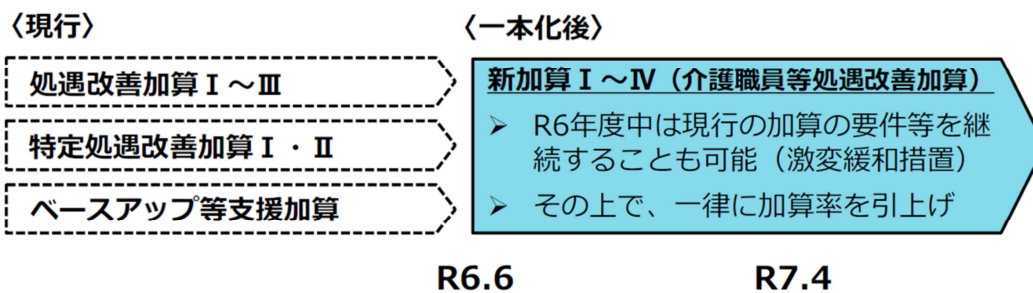 〈現行〉
〈一本化後〉
処遇改善加算Ⅰ～Ⅲ
特定処遇改善加算Ⅰ・Ⅱ
ベースアップ等支援加算
新加算Ⅰ～Ⅳ（介護職員等処遇改善加算）
➢ R6年度中は現行の加算の要件等を継
続することも可能（激変緩和措置）
➢ その上で、一律に加算率を引上げ
R6.6
R7.4